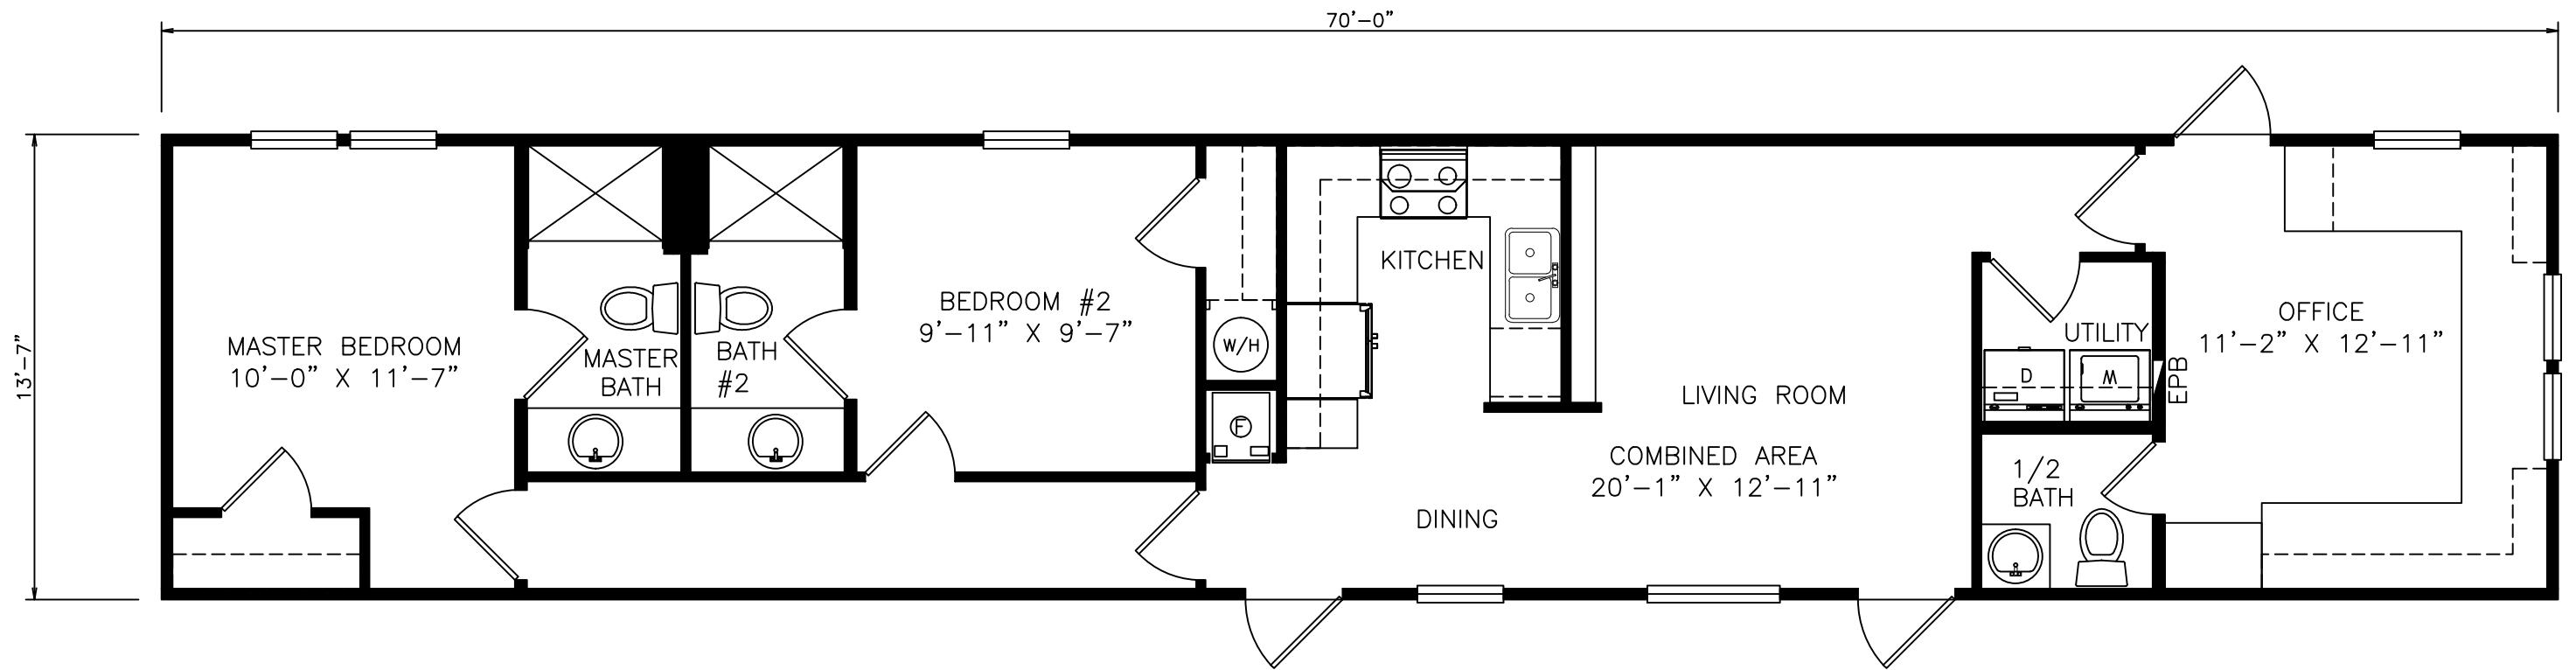 70'-0"
13'-7"
MASTER BEDROOM
10'-0" X 11'-7"
MASTER
BATH
BATH
#2
BEDROOM #2
9'-11" X 9'-7"
W/H
F
KITCHEN
LIVING ROOM
COMBINED AREA
20'-1" X 12'-11"
DINING
UTILITY
D
W
EPB
1/2
BATH
OFFICE
11'-2" X 12'-11"